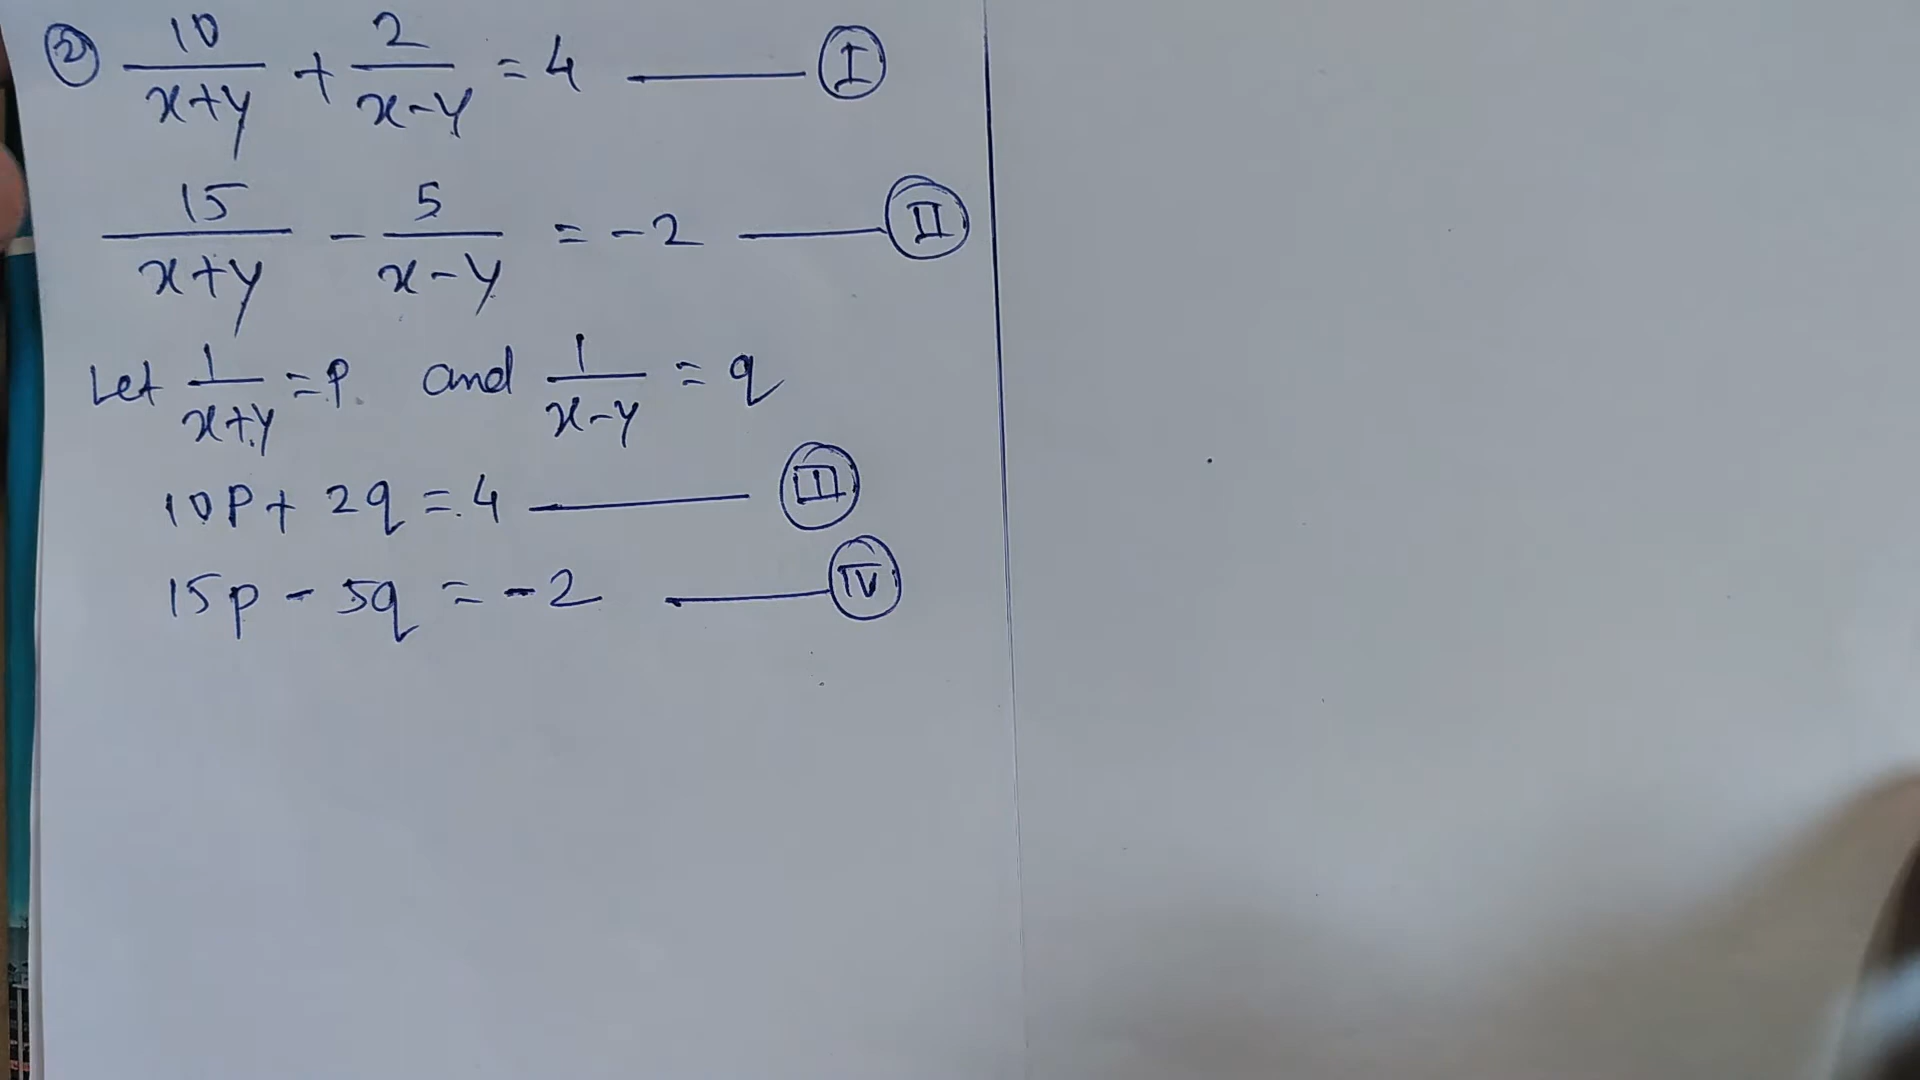 ② 10/(x+y) + 2/(x-y) = 4 —— Ⅰ
15/(x+y) - 5/(x-y) = -2 —— Ⅱ
Let 1/(x+y) = P. and 1/(x-y) = q
10P + 2q = 4 —— Ⅲ
15p - 5q = -2 —— Ⅳ